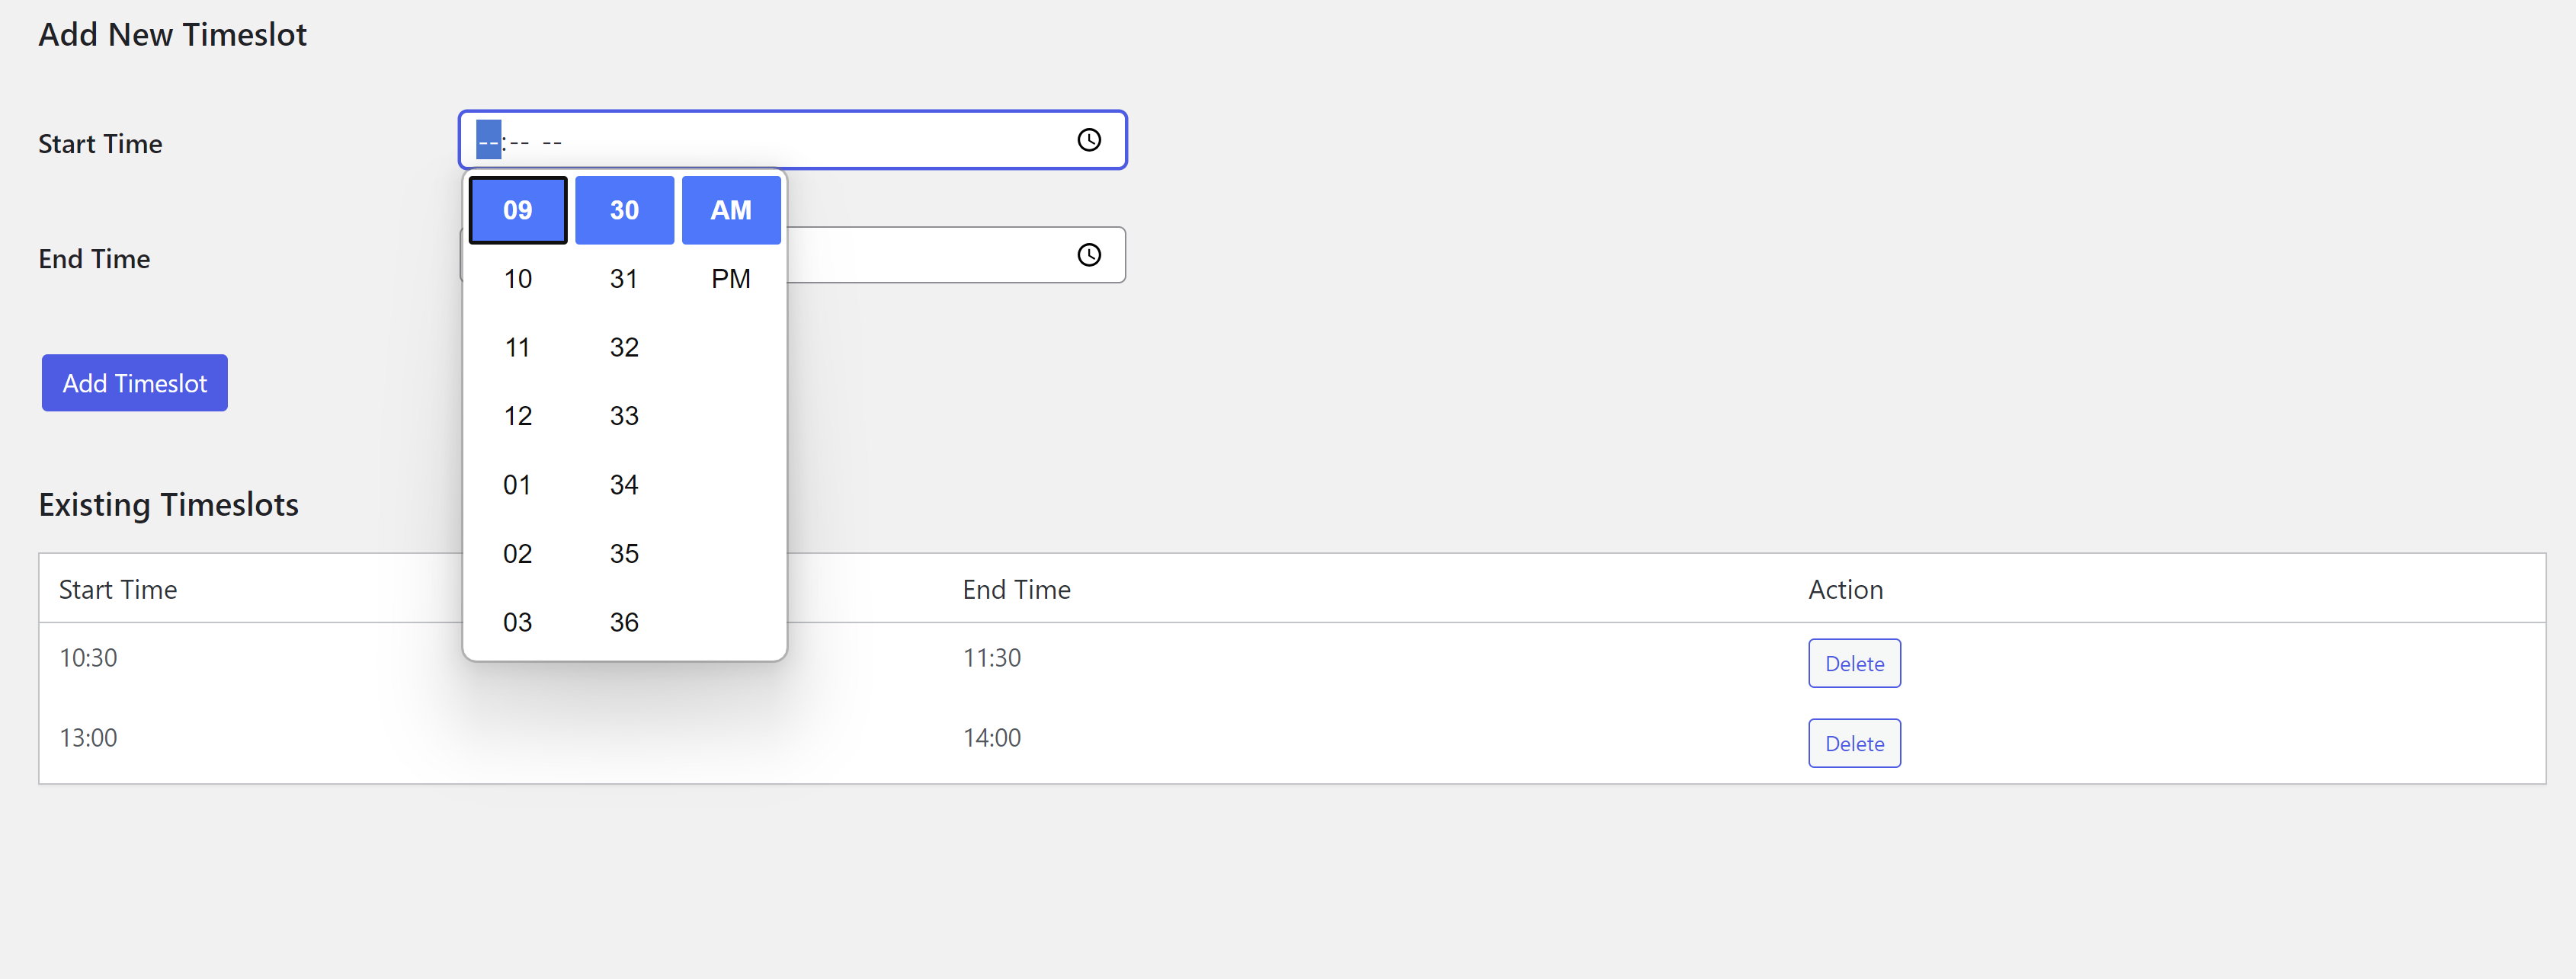 Add New Timeslot
Start Time --:-- --
09 30 AM
End Time
10 31 PM
11 32
Add Timeslot
12 33
01 34
Existing Timeslots
02 35
Start Time End Time Action
03 36
10:30 11:30 Delete
13:00 14:00 Delete